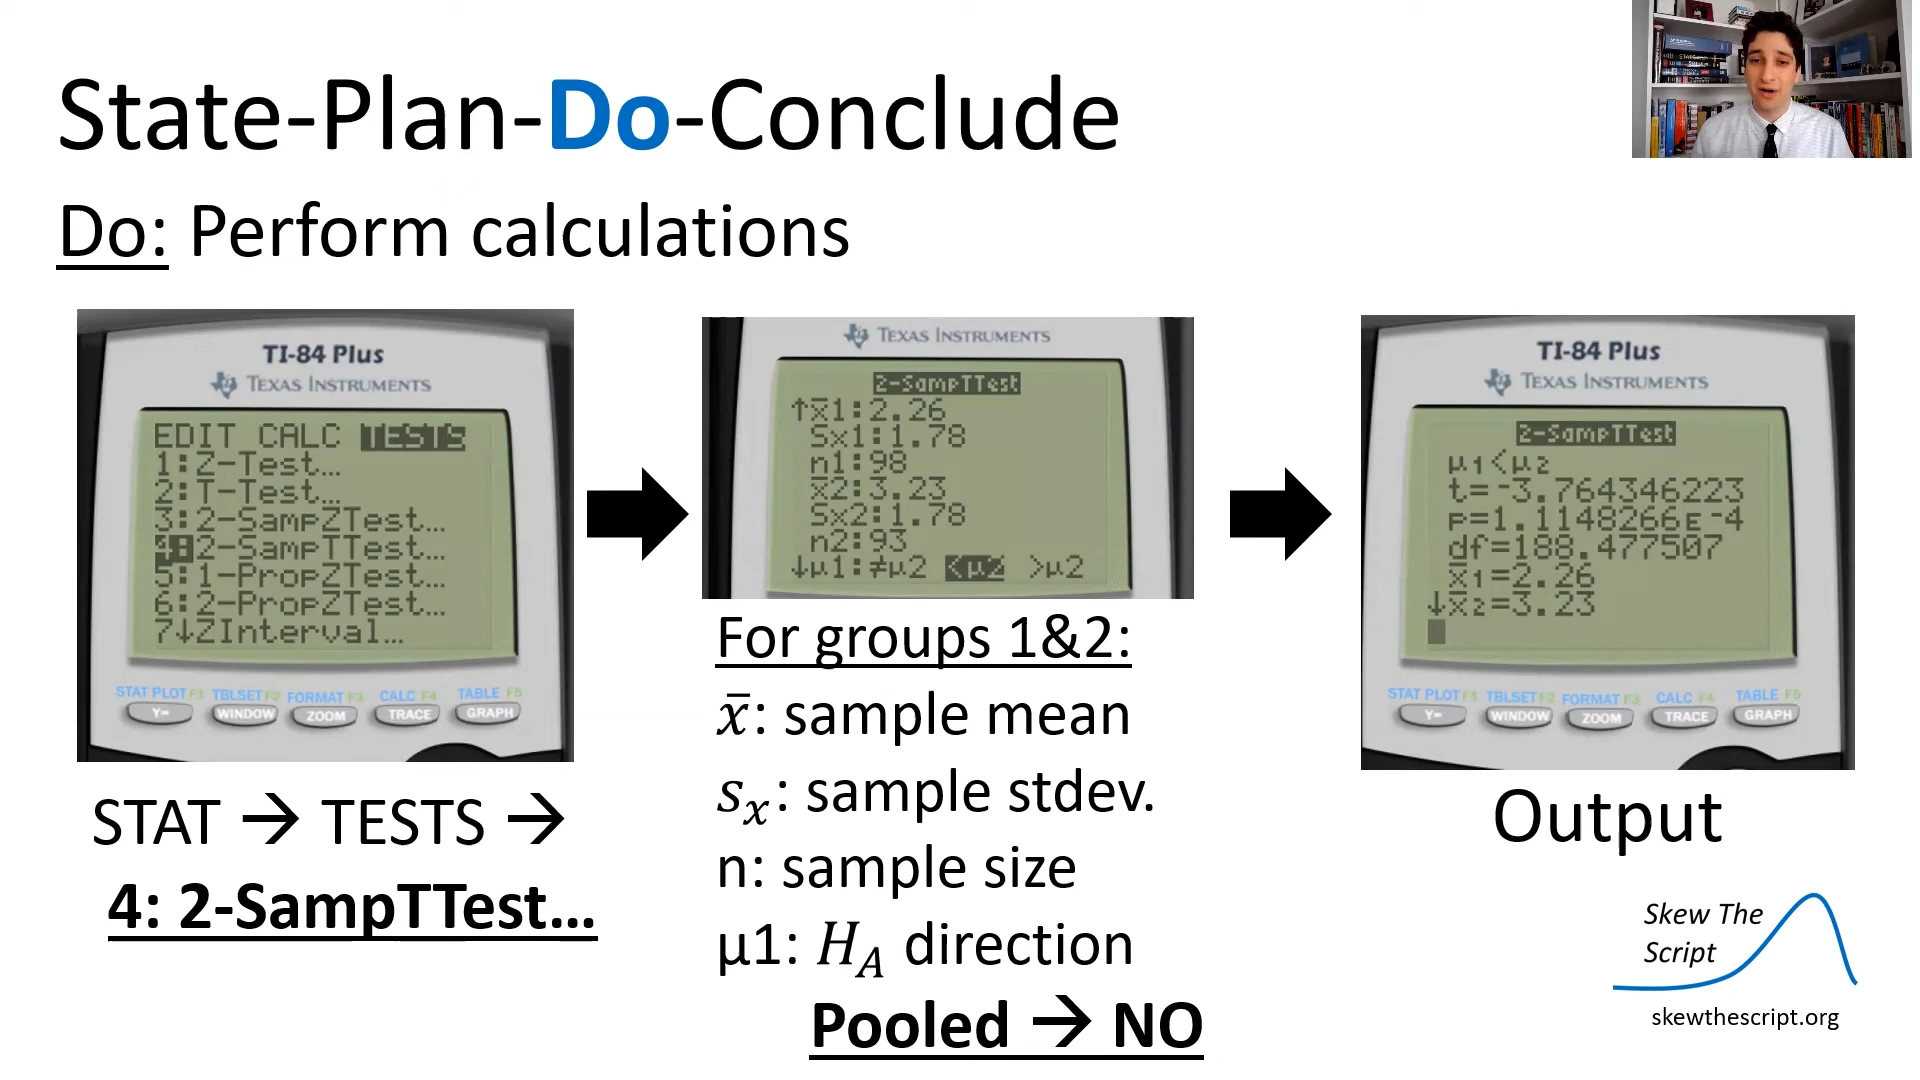 State-Plan-Do-Conclude
Do: Perform calculations
TI-84 Plus
TEXAS INSTRUMENTS
EDIT CALC TESTS
1:Z-Test…
2:T-Test…
3:2-SampZTest…
4:2-SampTTest…
5:1-PropZTest…
6:2-PropZTest…
7↓ZInterval…
STAT PLOT F1 TBLSET F2 FORMAT F3 CALC F4 TABLE F5
Y= WINDOW ZOOM TRACE GRAPH
STAT → TESTS →
4: 2-SampTTest…
TEXAS INSTRUMENTS
2-SampTTest
↑x̄1:2.26
Sx1:1.78
n1:98
x̄2:3.23
Sx2:1.78
n2:93
↓μ1:≠μ2 <μ2 >μ2
For groups 1&2:
x̄: sample mean
sₓ: sample stdev.
n: sample size
μ1: H_A direction
Pooled → NO
TI-84 Plus
TEXAS INSTRUMENTS
2-SampTTest
μ1<μ2
t=-3.764346223
p=1.1148266E-4
df=188.477507
x̄1=2.26
↓x̄2=3.23
STAT PLOT F1 TBLSET F2 FORMAT F3 CALC F4 TABLE F5
Y= WINDOW ZOOM TRACE GRAPH
Output
Skew The
Script
skewthescript.org